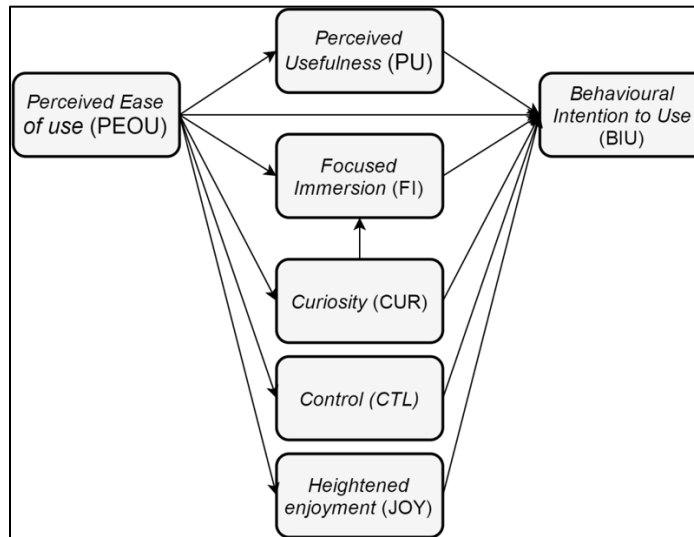 Perceived
Usefulness (PU)
Perceived Ease
of use (PEOU)
Behavioural
Intention to Use
(BIU)
Focused
Immersion (FI)
Curiosity (CUR)
Control (CTL)
Heightened
enjoyment (JOY)